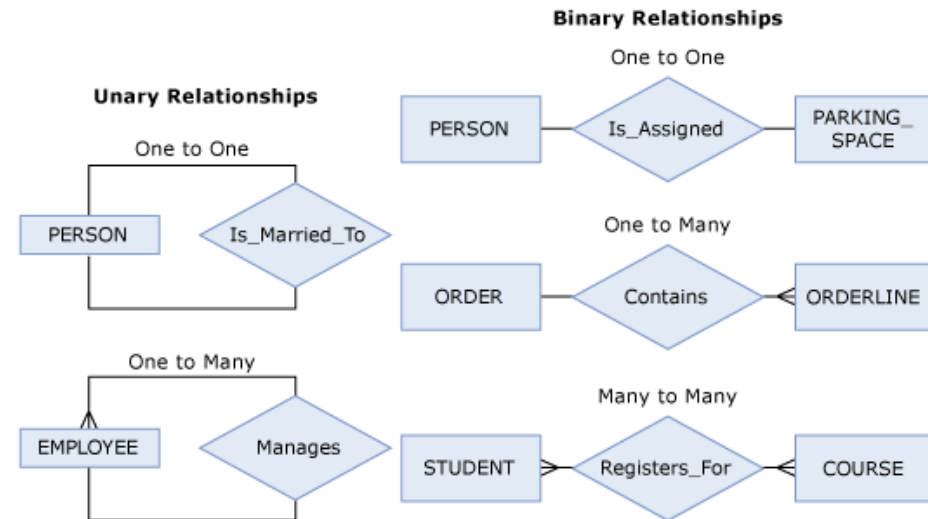 Unary Relationships
One to One
PERSON
Is_Married_To
One to Many
EMPLOYEE
Manages
Binary Relationships
One to One
PERSON
Is_Assigned
PARKING_
SPACE
One to Many
ORDER
Contains
ORDERLINE
Many to Many
STUDENT
Registers_For
COURSE